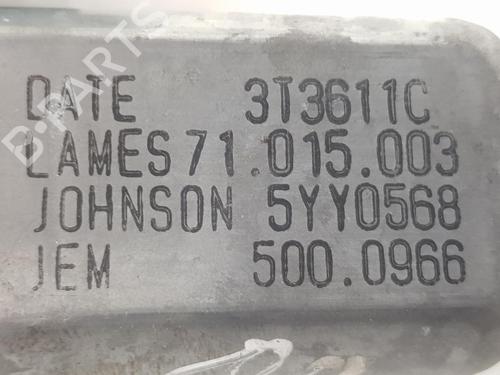 B-PARTS
DATE 3T3611C
LAMES 71.015.003
JOHNSON 5YY0568
JEM 500.0966